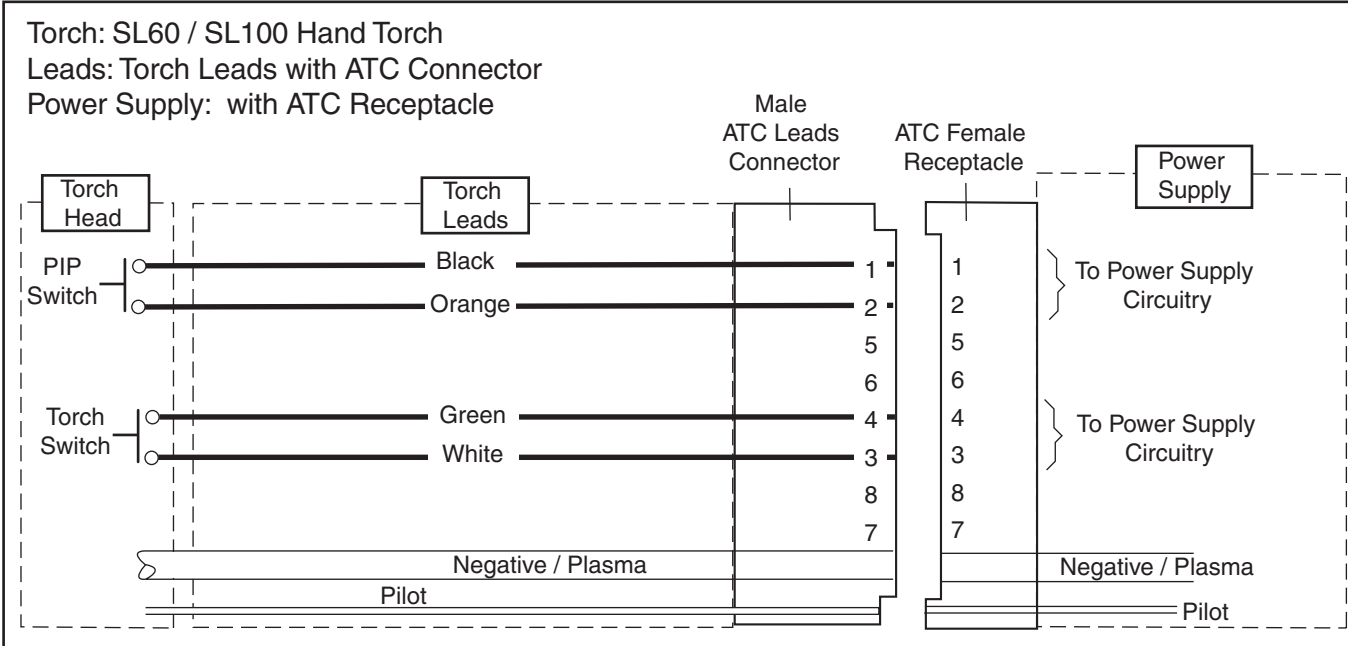 Torch: SL60 / SL100 Hand Torch
Leads: Torch Leads with ATC Connector
Power Supply: with ATC Receptacle
Male
ATC Leads
Connector
ATC Female
Receptacle
Power
Supply
Torch
Head
Torch
Leads
PIP
Switch
Black
1
1
To Power Supply
Circuitry
Orange
2
2
5
5
6
6
Torch
Switch
Green
4
4
To Power Supply
Circuitry
White
3
3
8
8
7
7
Negative / Plasma
Negative / Plasma
Pilot
Pilot